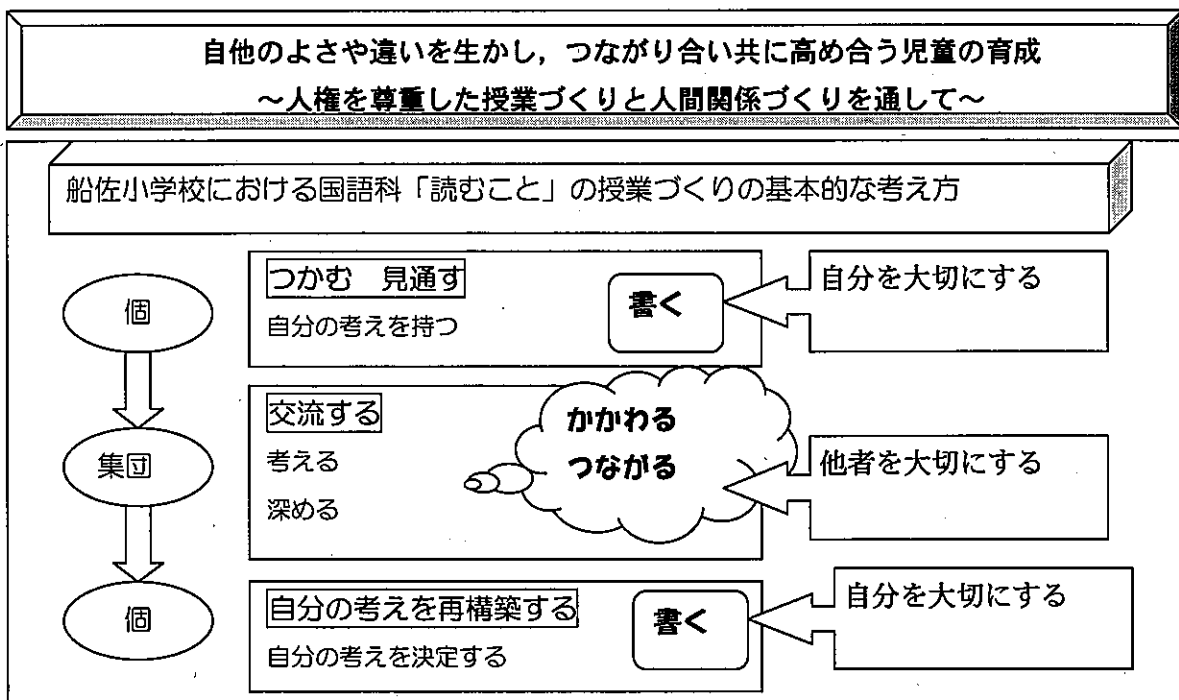 自他のよさや違いを生かし，つながり合い共に高め合う児童の育成
～人権を尊重した授業づくりと人間関係づくりを通して～
船佐小学校における国語科「読むこと」の授業づくりの基本的な考え方
個
つかむ　見通す
自分の考えを持つ
書く
自分を大切にする
集団
交流する
考える
深める
かかわる
つながる
他者を大切にする
個
自分の考えを再構築する
自分の考えを決定する
書く
自分を大切にする